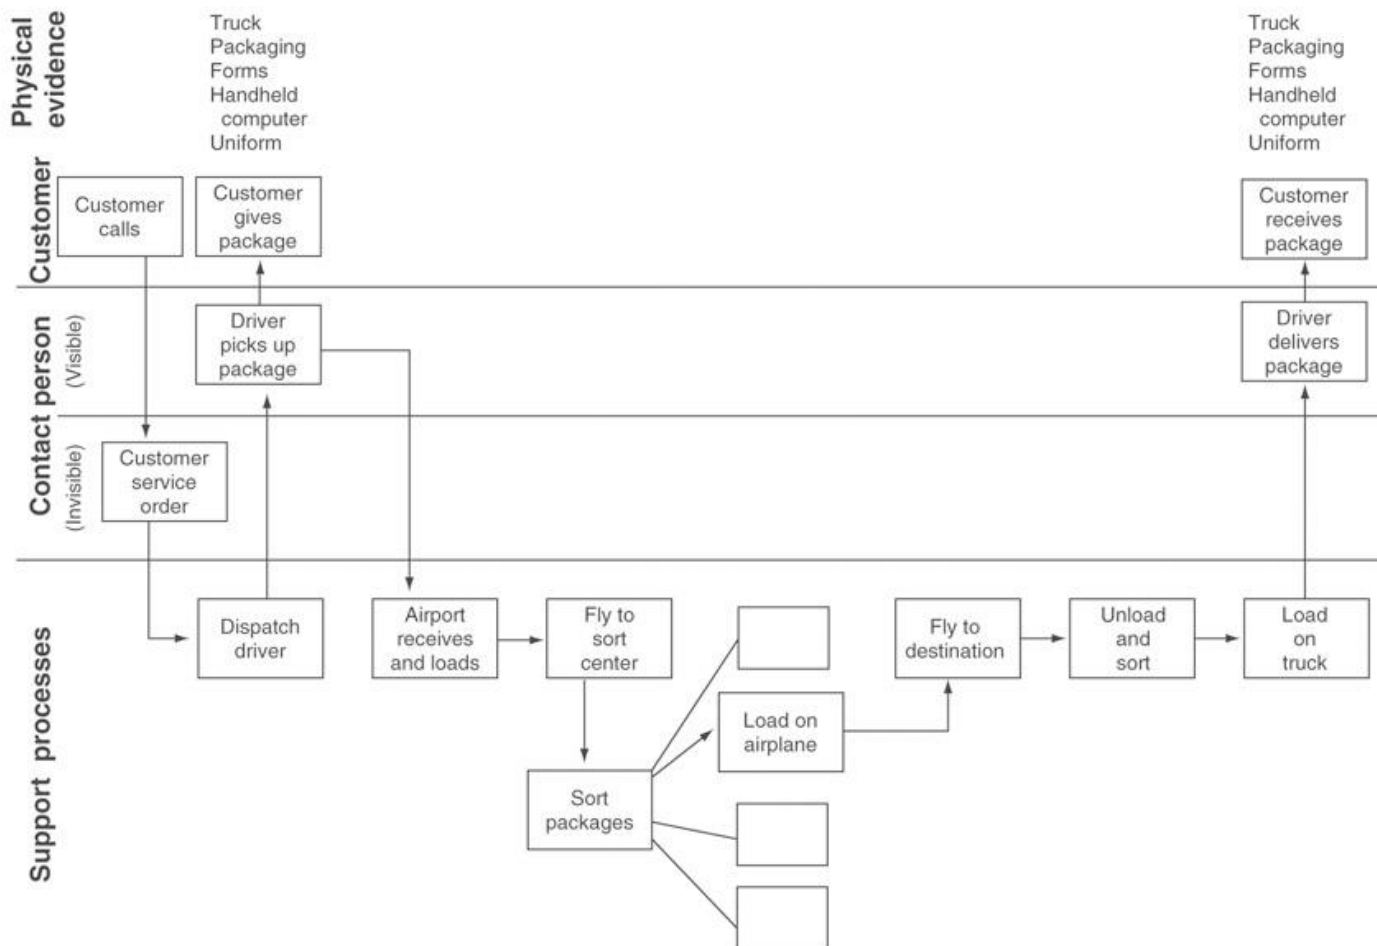 Physical
evidence
Truck
Packaging
Forms
Handheld
computer
Uniform
Truck
Packaging
Forms
Handheld
computer
Uniform
Customer
Customer
calls
Customer
gives
package
Customer
receives
package
Contact person
(Visible)
Driver
picks up
package
Driver
delivers
package
(Invisible)
Customer
service
order
Support processes
Dispatch
driver
Airport
receives
and loads
Fly to
sort
center
Fly to
destination
Unload
and
sort
Load
on
truck
Load on
airplane
Sort
packages